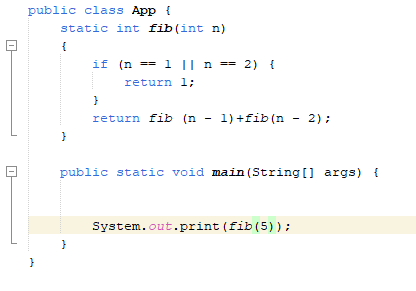 public class App {
static int fib(int n)
{
if (n == 1 || n == 2) {
return 1;
}
return fib (n - 1)+fib(n - 2);
}
public static void main(String[] args) {
System.out.print(fib(5));
}
}